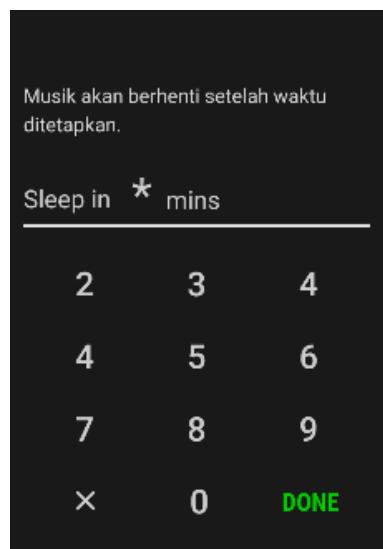 Musik akan berhenti setelah waktu
ditetapkan.
Sleep in * mins
2 3 4
4 5 6
7 8 9
× 0 DONE